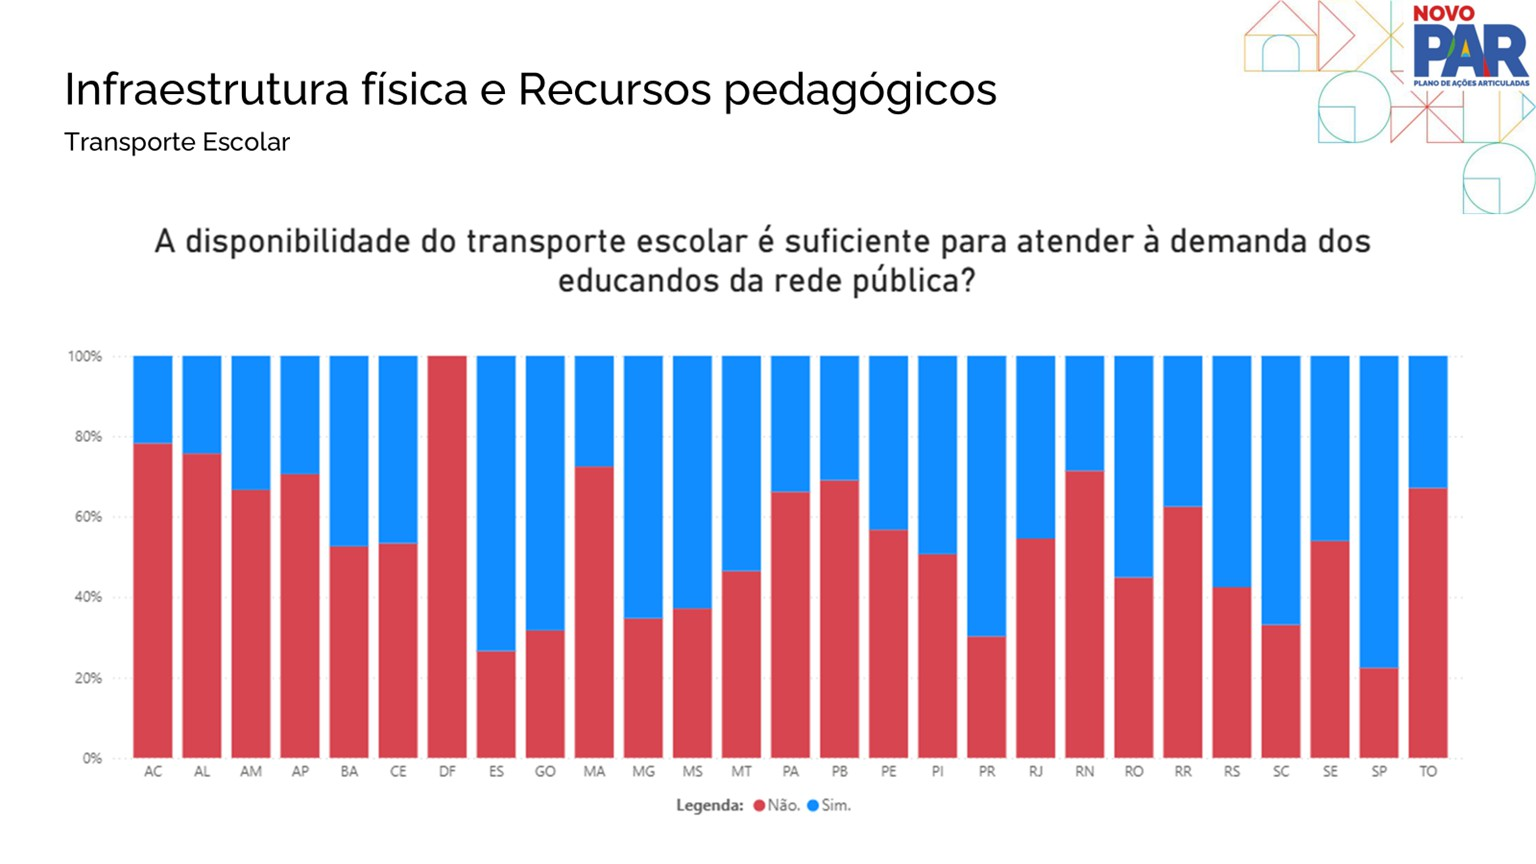 NOVO
PAR
PLANO DE AÇÕES ARTICULADAS
Infraestrutura física e Recursos pedagógicos
Transporte Escolar
A disponibilidade do transporte escolar é suficiente para atender à demanda dos
educandos da rede pública?
100%
80%
60%
40%
20%
0%
AC AL AM AP BA CE DF ES GO MA MG MS MT PA PB PE PI PR RJ RN RO RR RS SC SE SP TO
Legenda: Não. Sim.